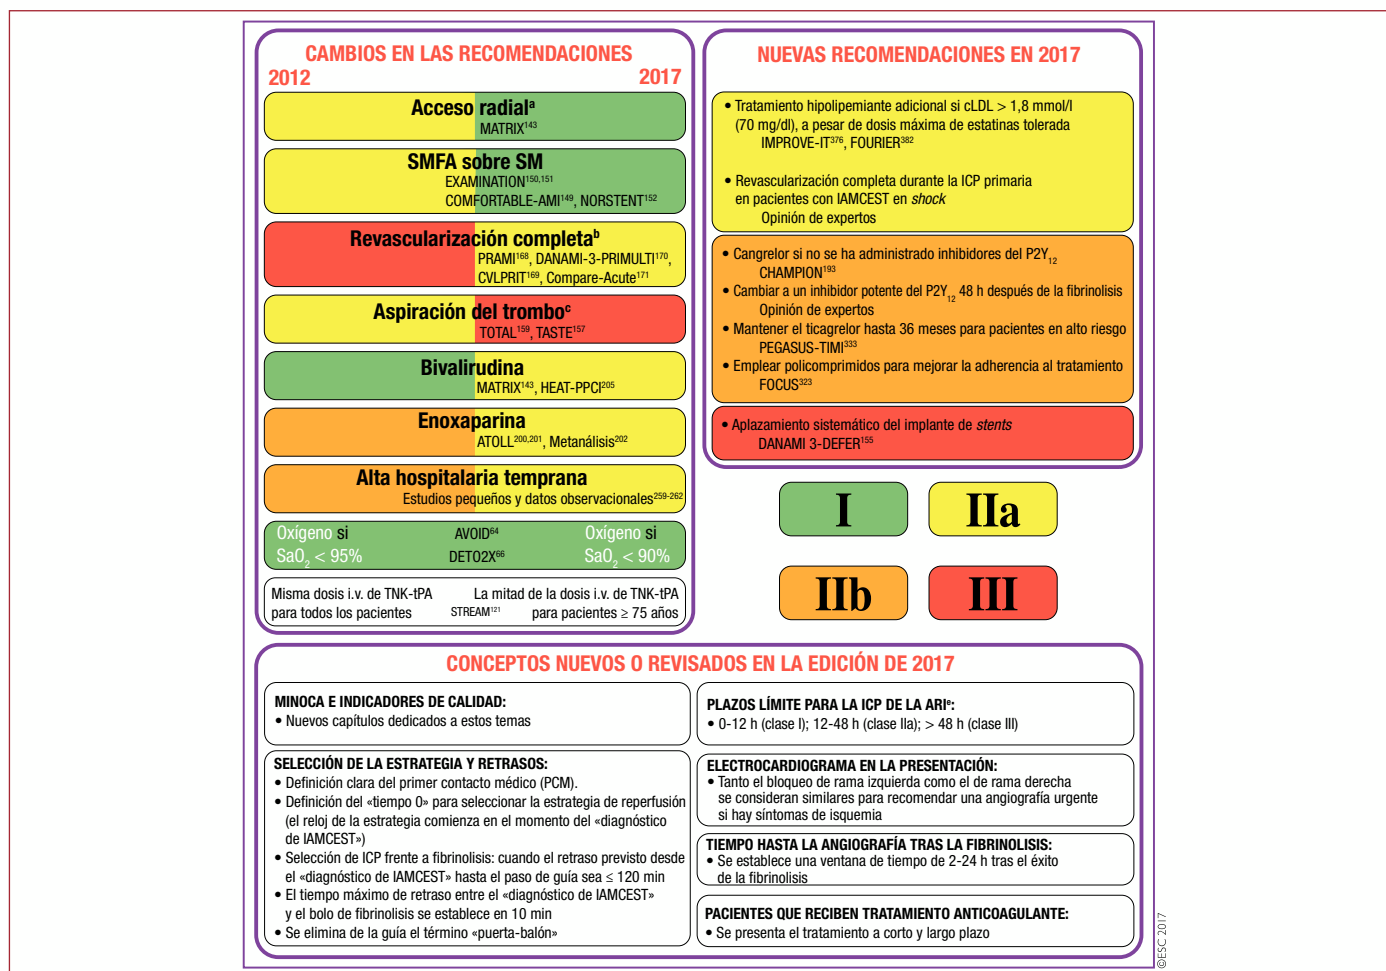 CAMBIOS EN LAS RECOMENDACIONES
2012 2017
Acceso radialᵃ
MATRIX¹⁴³
SMFA sobre SM
EXAMINATION¹⁵⁰,¹⁵¹
COMFORTABLE-AMI¹⁴⁹, NORSTENT¹⁵²
Revascularización completaᵇ
PRAMI¹⁶⁸, DANAMI-3-PRIMULTI¹⁷⁰,
CVLPRIT¹⁶⁹, Compare-Acute¹⁷¹
Aspiración del tromboᶜ
TOTAL¹⁵⁹, TASTE¹⁵⁷
Bivalirudina
MATRIX¹⁴³, HEAT-PPCI²⁰⁵
Enoxaparina
ATOLL²⁰⁰,²⁰¹, Metanálisis²⁰²
Alta hospitalaria temprana
Estudios pequeños y datos observacionales²⁵⁹⁻²⁶²
Oxígeno si AVOID⁶⁴ Oxígeno si
SaO₂ < 95% DETO2X⁶⁶ SaO₂ < 90%
Misma dosis i.v. de TNK-tPA La mitad de la dosis i.v. de TNK-tPA
para todos los pacientes STREAM¹²¹ para pacientes ≥ 75 años
NUEVAS RECOMENDACIONES EN 2017
• Tratamiento hipolipemiante adicional si cLDL > 1,8 mmol/l
(70 mg/dl), a pesar de dosis máxima de estatinas tolerada
IMPROVE-IT³⁷⁶, FOURIER³⁸²
• Revascularización completa durante la ICP primaria
en pacientes con IAMCEST en shock
Opinión de expertos
• Cangrelor si no se ha administrado inhibidores del P2Y₁₂
CHAMPION¹⁹³
• Cambiar a un inhibidor potente del P2Y₁₂ 48 h después de la fibrinolisis
Opinión de expertos
• Mantener el ticagrelor hasta 36 meses para pacientes en alto riesgo
PEGASUS-TIMI³³³
• Emplear policomprimidos para mejorar la adherencia al tratamiento
FOCUS³²³
• Aplazamiento sistemático del implante de stents
DANAMI 3-DEFER¹⁵⁵
I IIa
IIb III
CONCEPTOS NUEVOS O REVISADOS EN LA EDICIÓN DE 2017
MINOCA E INDICADORES DE CALIDAD:
• Nuevos capítulos dedicados a estos temas
SELECCIÓN DE LA ESTRATEGIA Y RETRASOS:
• Definición clara del primer contacto médico (PCM).
• Definición del «tiempo 0» para seleccionar la estrategia de reperfusión
(el reloj de la estrategia comienza en el momento del «diagnóstico
de IAMCEST»)
• Selección de ICP frente a fibrinolisis: cuando el retraso previsto desde
el «diagnóstico de IAMCEST» hasta el paso de guía sea ≤ 120 min
• El tiempo máximo de retraso entre el «diagnóstico de IAMCEST»
y el bolo de fibrinolisis se establece en 10 min
• Se elimina de la guía el término «puerta-balón»
PLAZOS LÍMITE PARA LA ICP DE LA ARIᵉ:
• 0-12 h (clase I); 12-48 h (clase IIa); > 48 h (clase III)
ELECTROCARDIOGRAMA EN LA PRESENTACIÓN:
• Tanto el bloqueo de rama izquierda como el de rama derecha
se consideran similares para recomendar una angiografía urgente
si hay síntomas de isquemia
TIEMPO HASTA LA ANGIOGRAFÍA TRAS LA FIBRINOLISIS:
• Se establece una ventana de tiempo de 2-24 h tras el éxito
de la fibrinolisis
PACIENTES QUE RECIBEN TRATAMIENTO ANTICOAGULANTE:
• Se presenta el tratamiento a corto y largo plazo
©ESC 2017